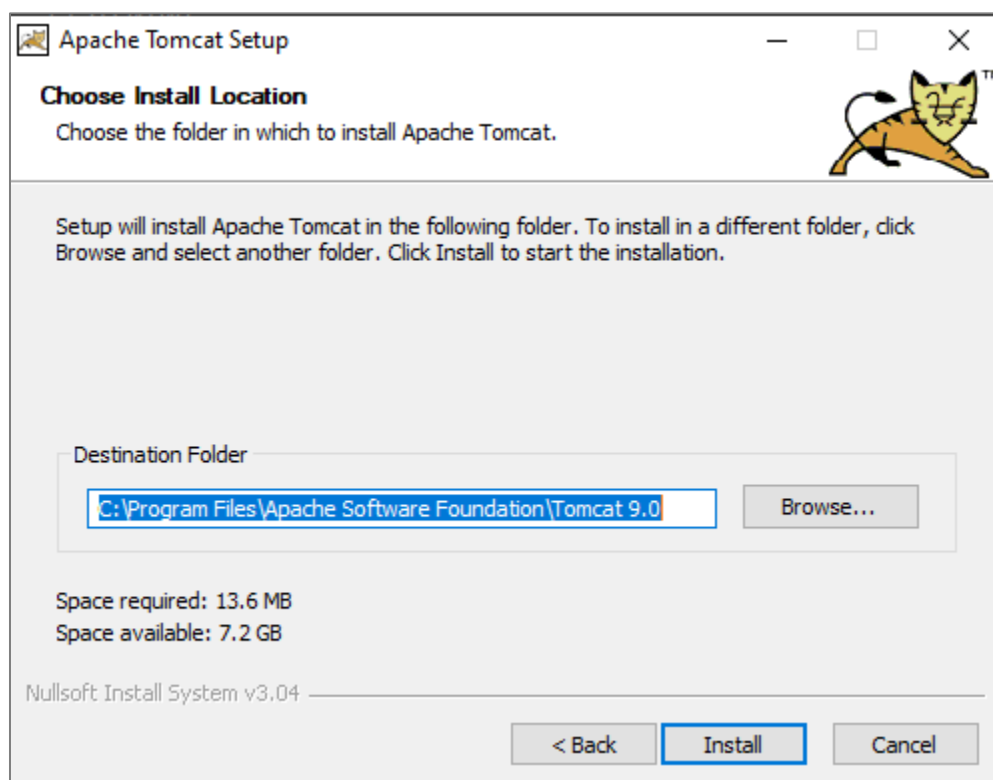 Apache Tomcat Setup
Choose Install Location
Choose the folder in which to install Apache Tomcat.
TM
Setup will install Apache Tomcat in the following folder. To install in a different folder, click
Browse and select another folder. Click Install to start the installation.
Destination Folder
C:\Program Files\Apache Software Foundation\Tomcat 9.0
Browse...
Space required: 13.6 MB
Space available: 7.2 GB
Nullsoft Install System v3.04
< Back
Install
Cancel